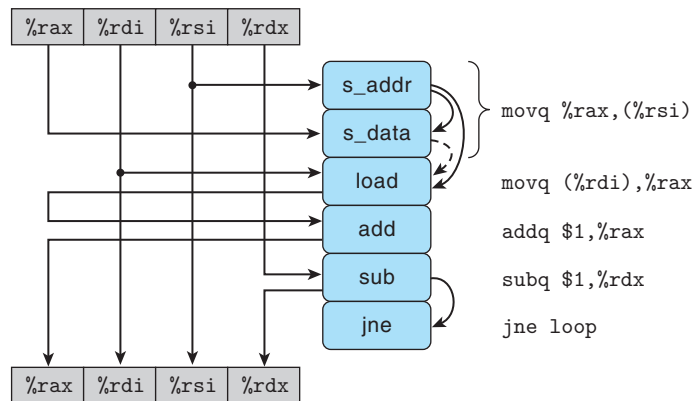 %rax %rdi %rsi %rdx
s_addr
s_data
movq %rax,(%rsi)
load
movq (%rdi),%rax
add
addq $1,%rax
sub
subq $1,%rdx
jne
jne loop
%rax %rdi %rsi %rdx